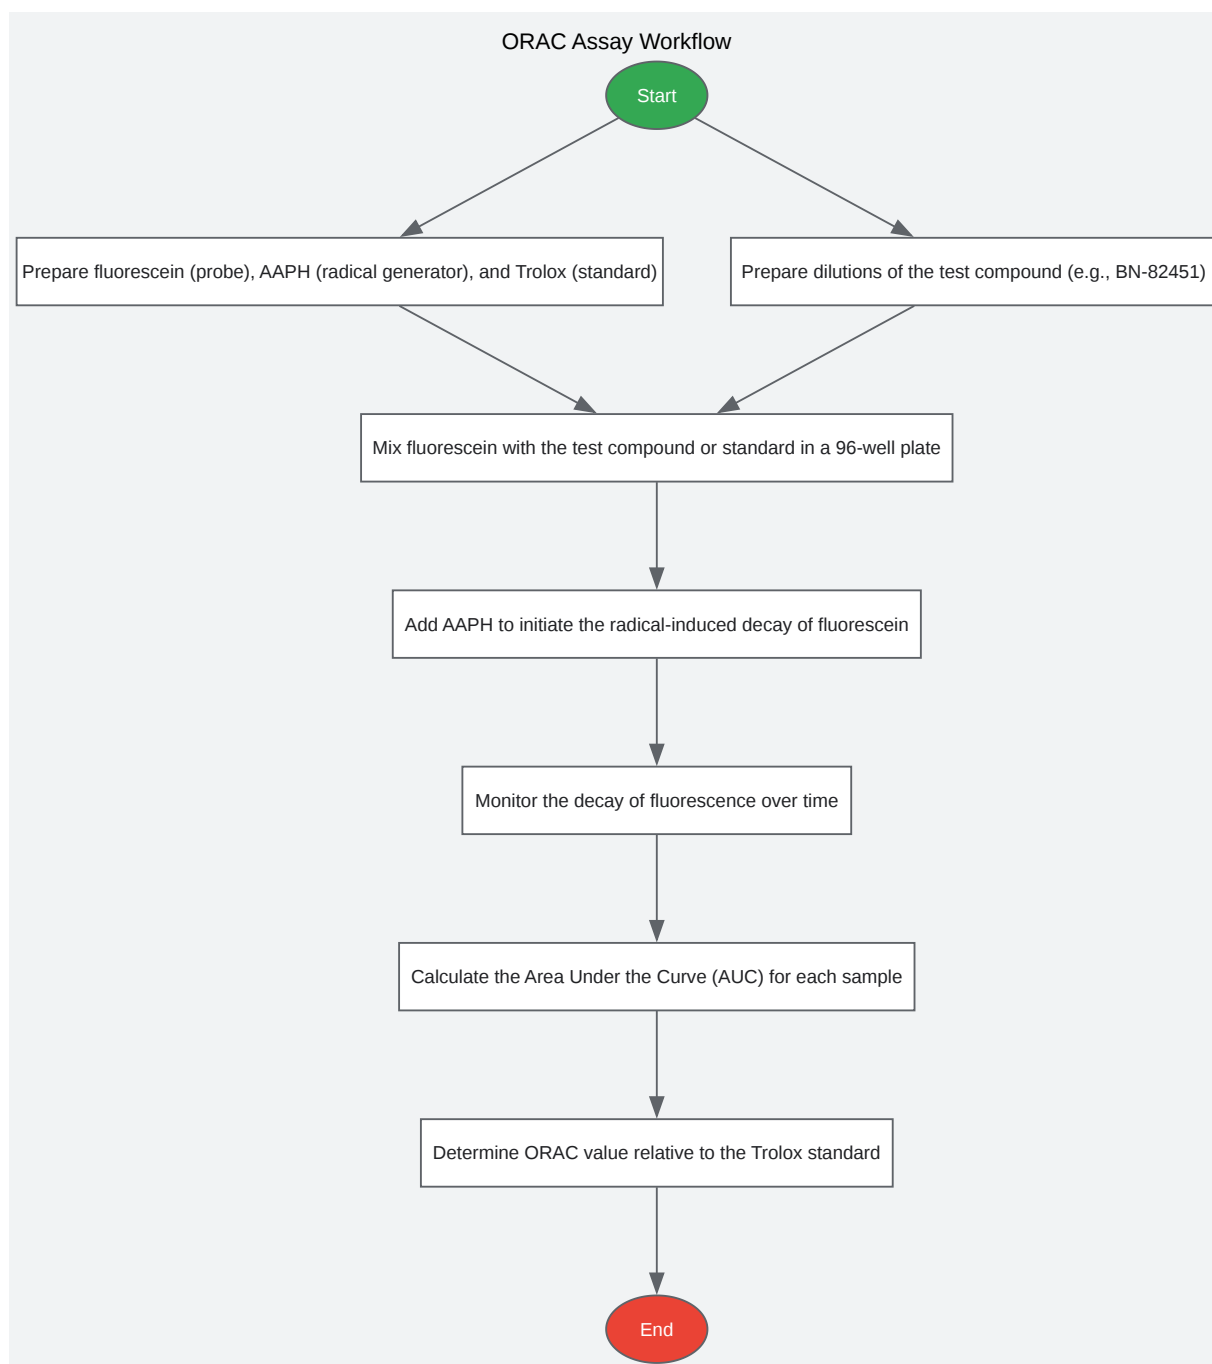 ORAC Assay Workflow
Start
Prepare fluorescein (probe), AAPH (radical generator), and Trolox (standard)
Prepare dilutions of the test compound (e.g., BN-82451)
Mix fluorescein with the test compound or standard in a 96-well plate
Add AAPH to initiate the radical-induced decay of fluorescein
Monitor the decay of fluorescence over time
Calculate the Area Under the Curve (AUC) for each sample
Determine ORAC value relative to the Trolox standard
End